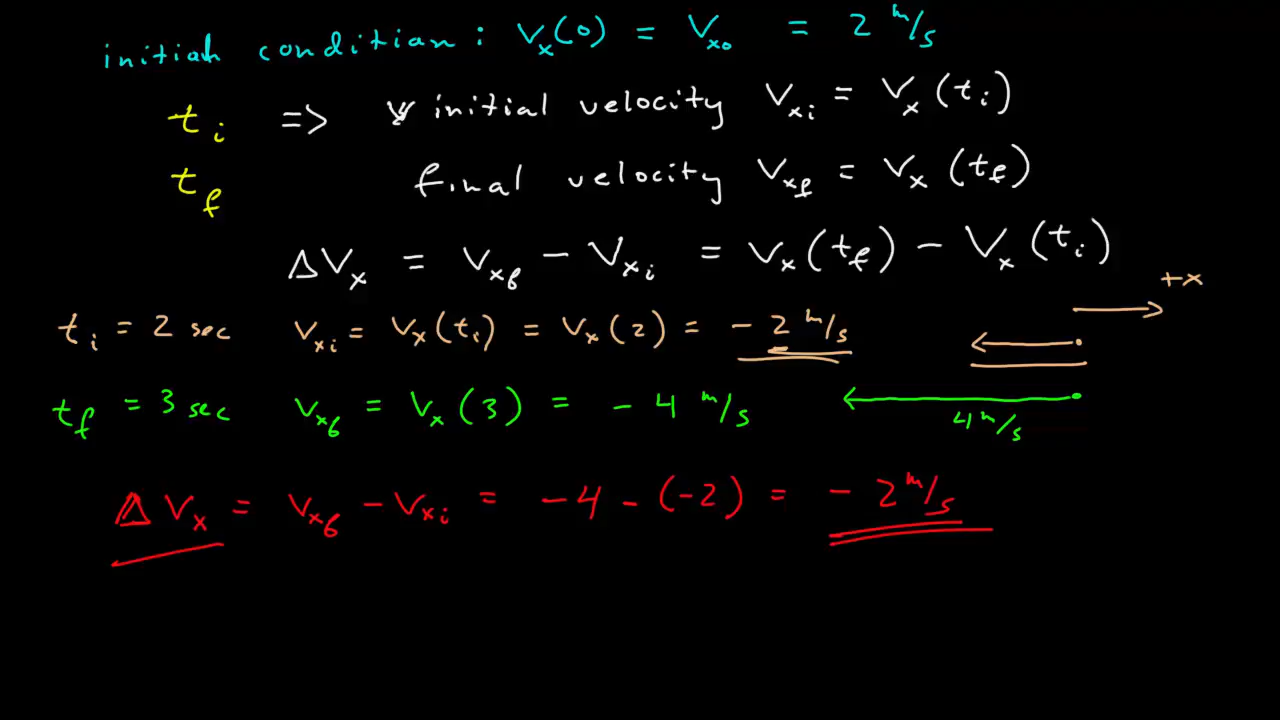 initial condition: Vx(0) = Vx0 = 2 m/s
ti => initial velocity Vxi = Vx(ti)
tf final velocity Vxf = Vx(tf)
ΔVx = Vxf - Vxi = Vx(tf) - Vx(ti)
+x
ti = 2 sec Vxi = Vx(ti) = Vx(2) = -2 m/s
tf = 3 sec Vxf = Vx(3) = -4 m/s
4 m/s
ΔVx = Vxf - Vxi = -4 - (-2) = -2 m/s